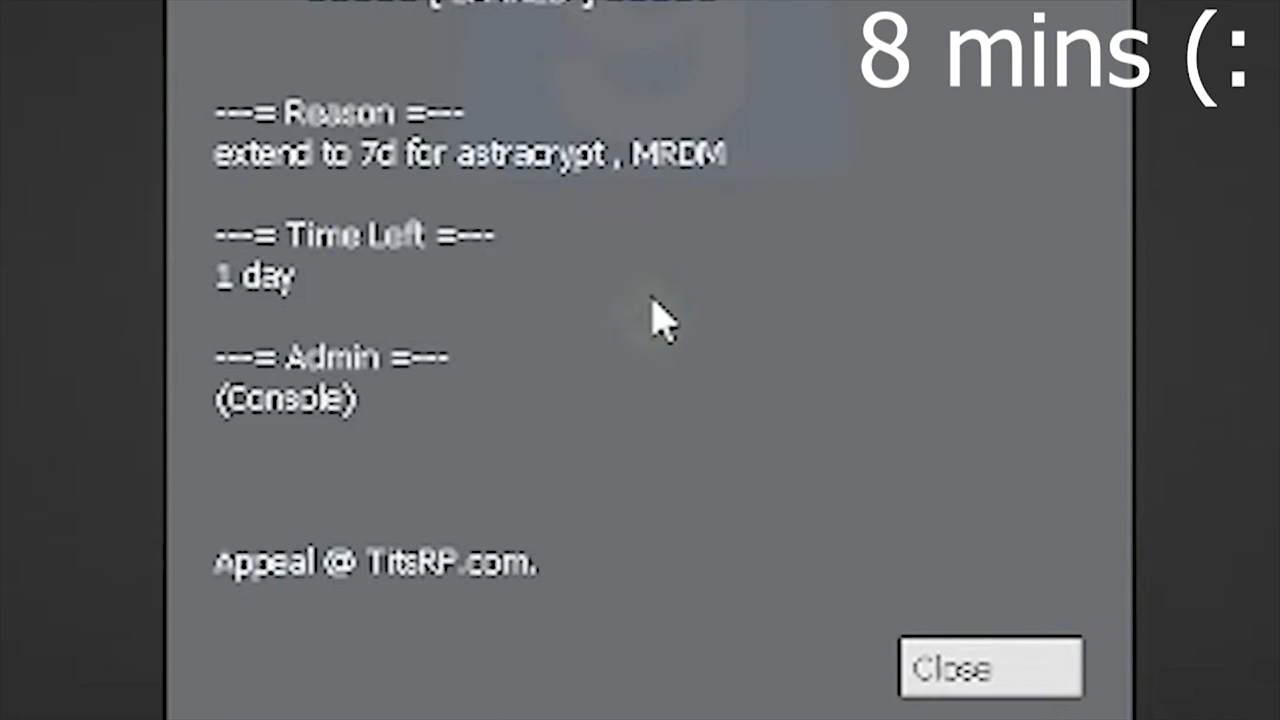 8 mins (:
---= Reason =---
extend to 7d for astracrypt , MRDM
---= Time Left =---
1 day
---= Admin =---
(Console)
Appeal @ TitsRP.com.
Close